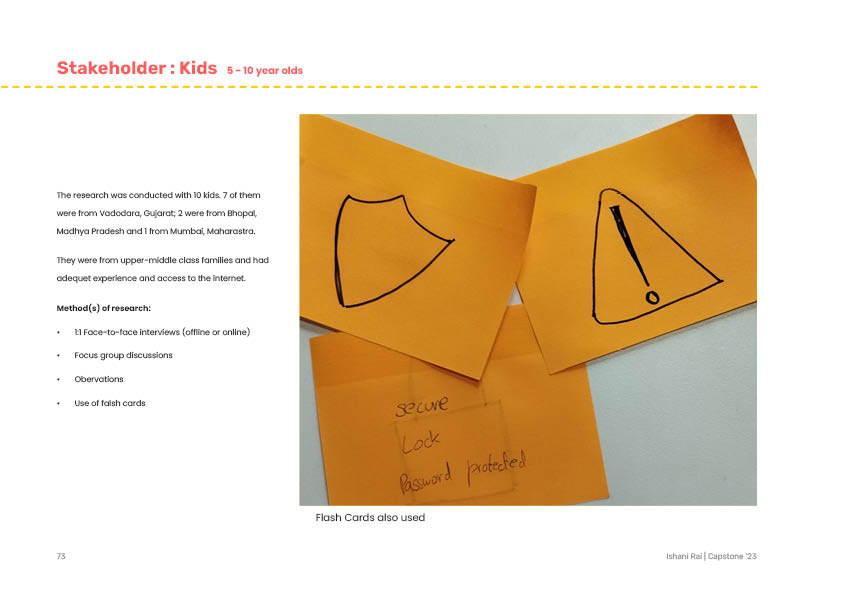 Stakeholder : Kids 5 – 10 year olds
The research was conducted with 10 kids. 7 of them
were from Vadodara, Gujarat; 2 were from Bhopal,
Madhya Pradesh and 1 from Mumbai, Maharastra.
They were from upper-middle class families and had
adequet experience and access to the internet.
Method(s) of research:
• 1:1 Face-to-face interviews (offline or online)
• Focus group discussions
• Obervations
• Use of falsh cards
secure
Lock
Password protected
Flash Cards also used
73
Ishani Rai | Capstone '23